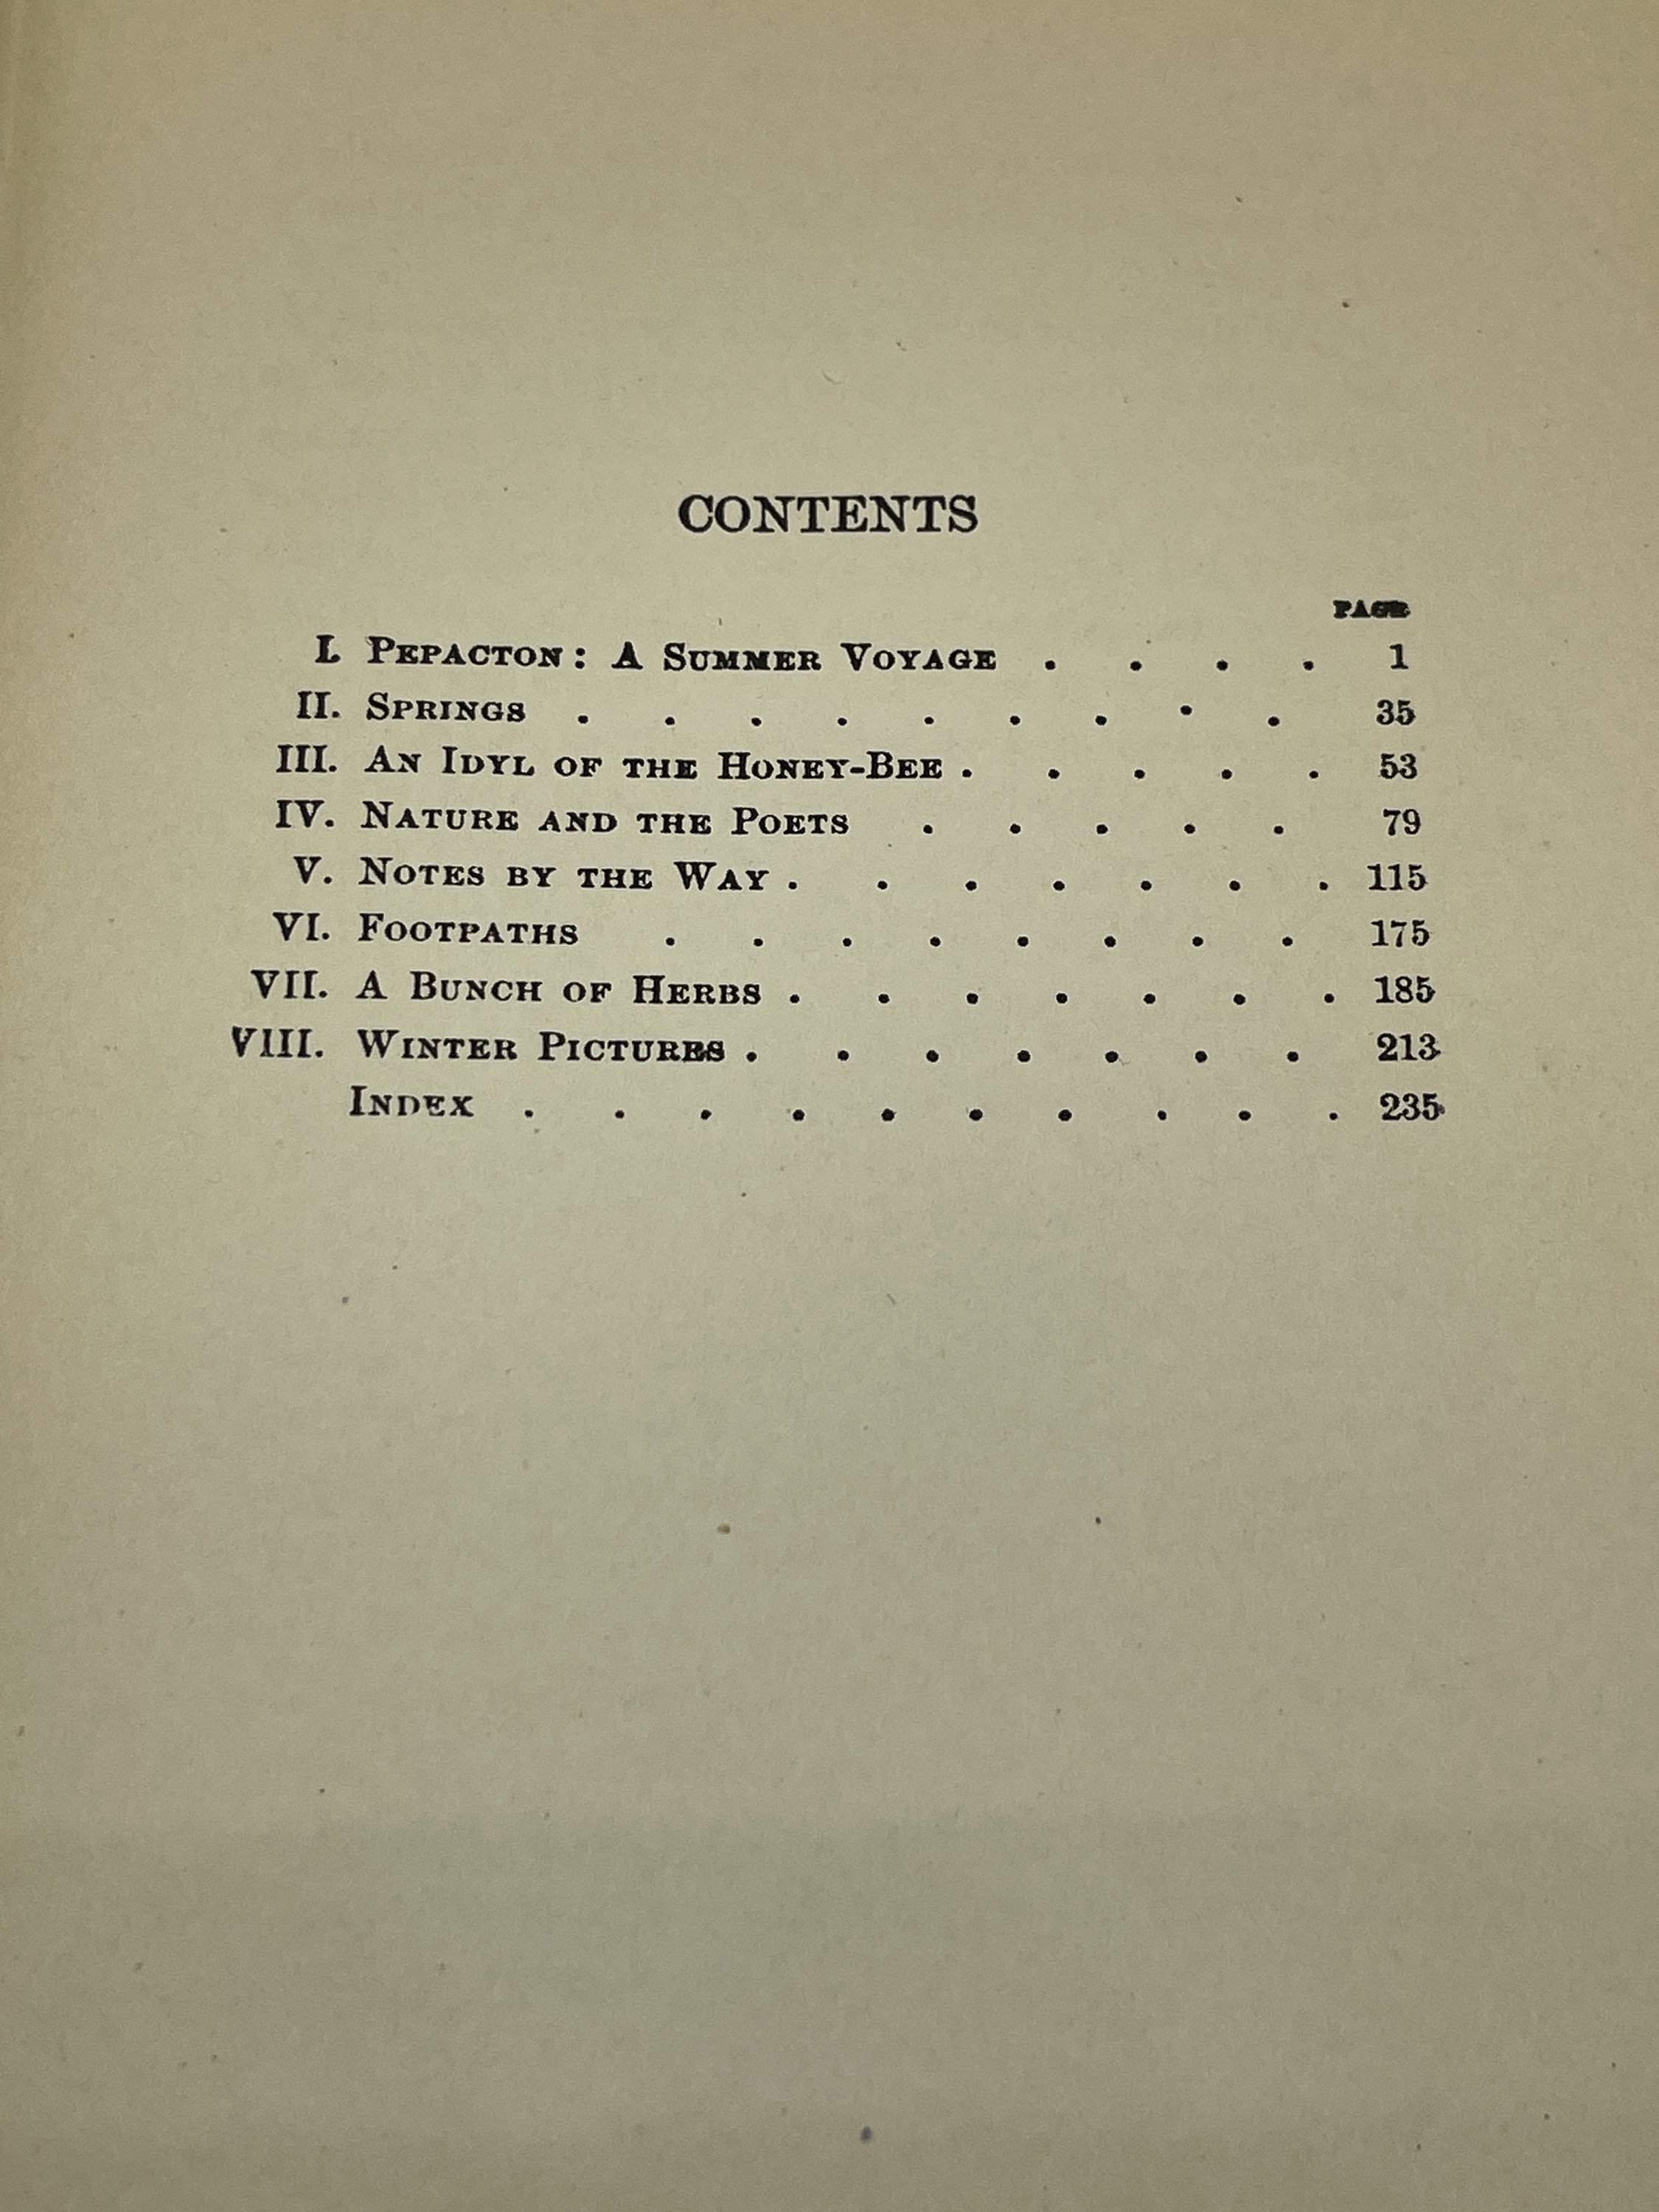 CONTENTS
PAGE
I. PEPACTON: A SUMMER VOYAGE . . . . 1
II. SPRINGS . . . . . . . . . 35
III. AN IDYL OF THE HONEY-BEE . . . . . 53
IV. NATURE AND THE POETS . . . . . 79
V. NOTES BY THE WAY . . . . . . . 115
VI. FOOTPATHS . . . . . . . . 175
VII. A BUNCH OF HERBS . . . . . . . 185
VIII. WINTER PICTURES . . . . . . . 213
INDEX . . . . . . . . . . 235